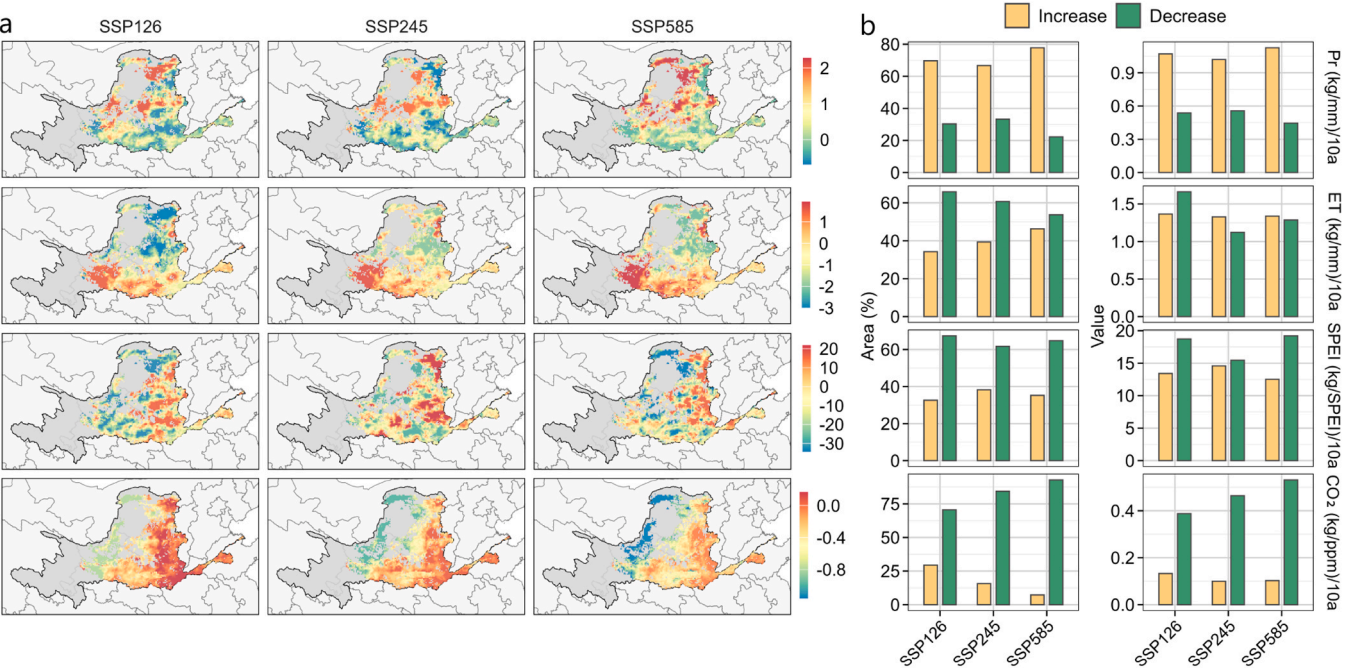 a
SSP126
SSP245
SSP585
2
1
0
1
0
-1
-2
-3
20
10
0
-10
-20
-30
0.0
-0.4
-0.8
b
Increase
Decrease
80
60
40
20
0
0.9
0.6
0.3
0.0
Pr (kg/mm)/10a
60
40
20
0
1.5
1.0
0.5
0.0
ET (kg/mm)/10a
60
40
20
0
20
15
10
5
0
SPEI (kg/SPEI)/10a
75
50
25
0
0.4
0.2
0.0
CO₂ (kg/ppm)/10a
Area (%)
Value
SSP126
SSP245
SSP585
SSP126
SSP245
SSP585